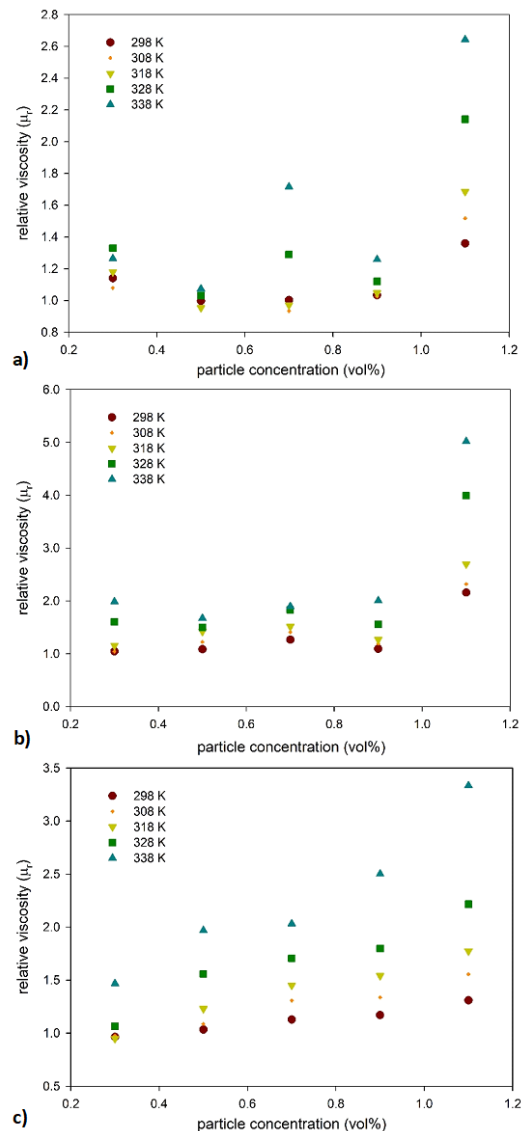 2.8
2.6
2.4
2.2
2.0
1.8
1.6
1.4
1.2
1.0
0.8
relative viscosity (μr)
298 K
308 K
318 K
328 K
338 K
0.2 0.4 0.6 0.8 1.0 1.2
particle concentration (vol%)
a)
6.0
5.0
4.0
3.0
2.0
1.0
0.0
relative viscosity (μr)
298 K
308 K
318 K
328 K
338 K
0.2 0.4 0.6 0.8 1.0 1.2
particle concentration (vol%)
b)
3.5
3.0
2.5
2.0
1.5
1.0
0.5
relative viscosity (μr)
298 K
308 K
318 K
328 K
338 K
0.2 0.4 0.6 0.8 1.0 1.2
particle concentration (vol%)
c)